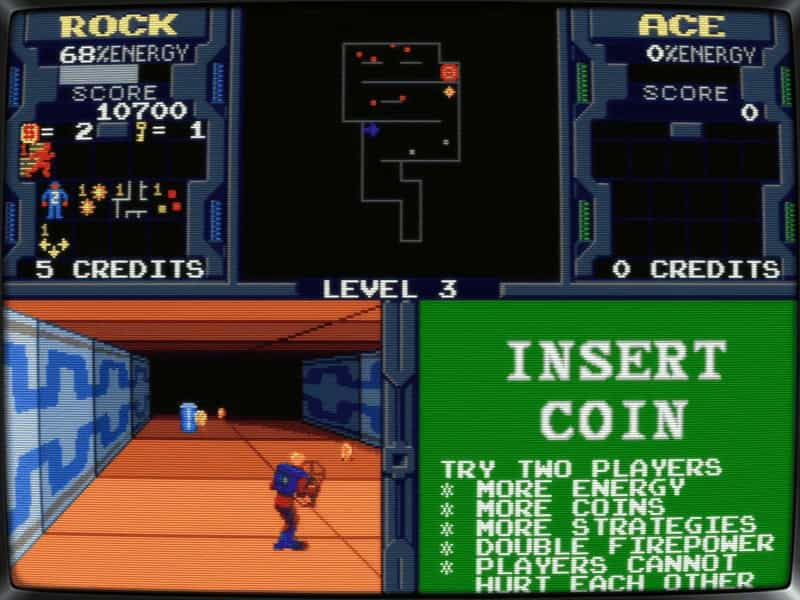 ROCK
68%ENERGY
SCORE
10700
= 2 = 1
2 1 1 1
1
5 CREDITS
LEVEL 3
ACE
0%ENERGY
SCORE
0
0 CREDITS
INSERT
COIN
TRY TWO PLAYERS
* MORE ENERGY
* MORE COINS
* MORE STRATEGIES
* DOUBLE FIREPOWER
* PLAYERS CANNOT
HURT EACH OTHER